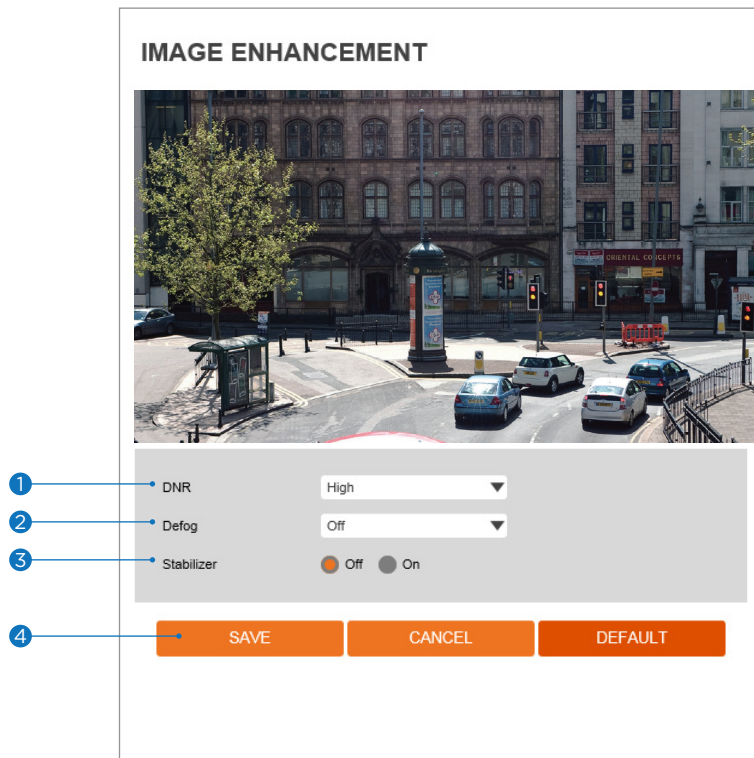 IMAGE ENHANCEMENT
ORIENTAL CONCEPTS
1 DNR High
2 Defog Off
3 Stabilizer Off On
4 SAVE CANCEL DEFAULT